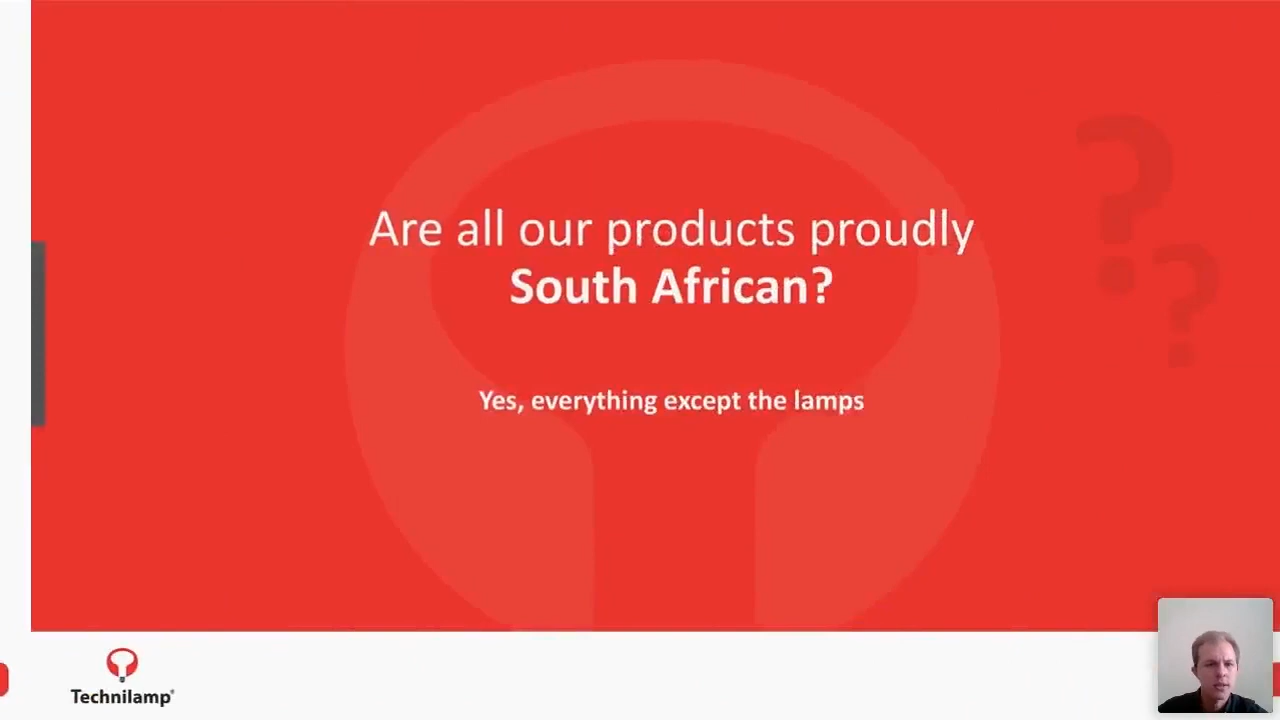 Are all our products proudly
South African?
Yes, everything except the lamps
? 
?
Technilamp®